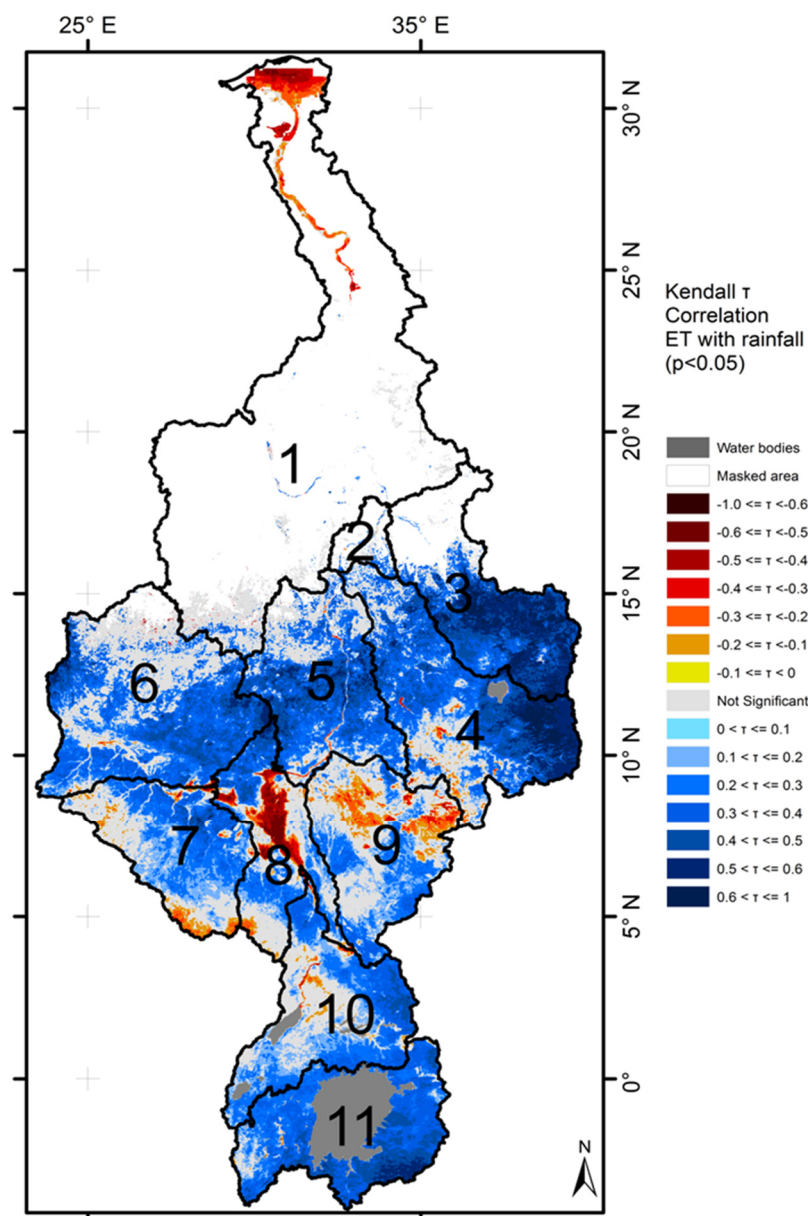 25° E 35° E
30° N
25° N
20° N
15° N
10° N
5° N
0°
1
2
3
4
5
6
7
8
9
10
11
N
Kendall τ
Correlation
ET with rainfall
(p<0.05)
Water bodies
Masked area
-1.0 <= τ <-0.6
-0.6 <= τ <-0.5
-0.5 <= τ <-0.4
-0.4 <= τ <-0.3
-0.3 <= τ <-0.2
-0.2 <= τ <-0.1
-0.1 <= τ < 0
Not Significant
0 < τ <= 0.1
0.1 < τ <= 0.2
0.2 < τ <= 0.3
0.3 < τ <= 0.4
0.4 < τ <= 0.5
0.5 < τ <= 0.6
0.6 < τ <= 1